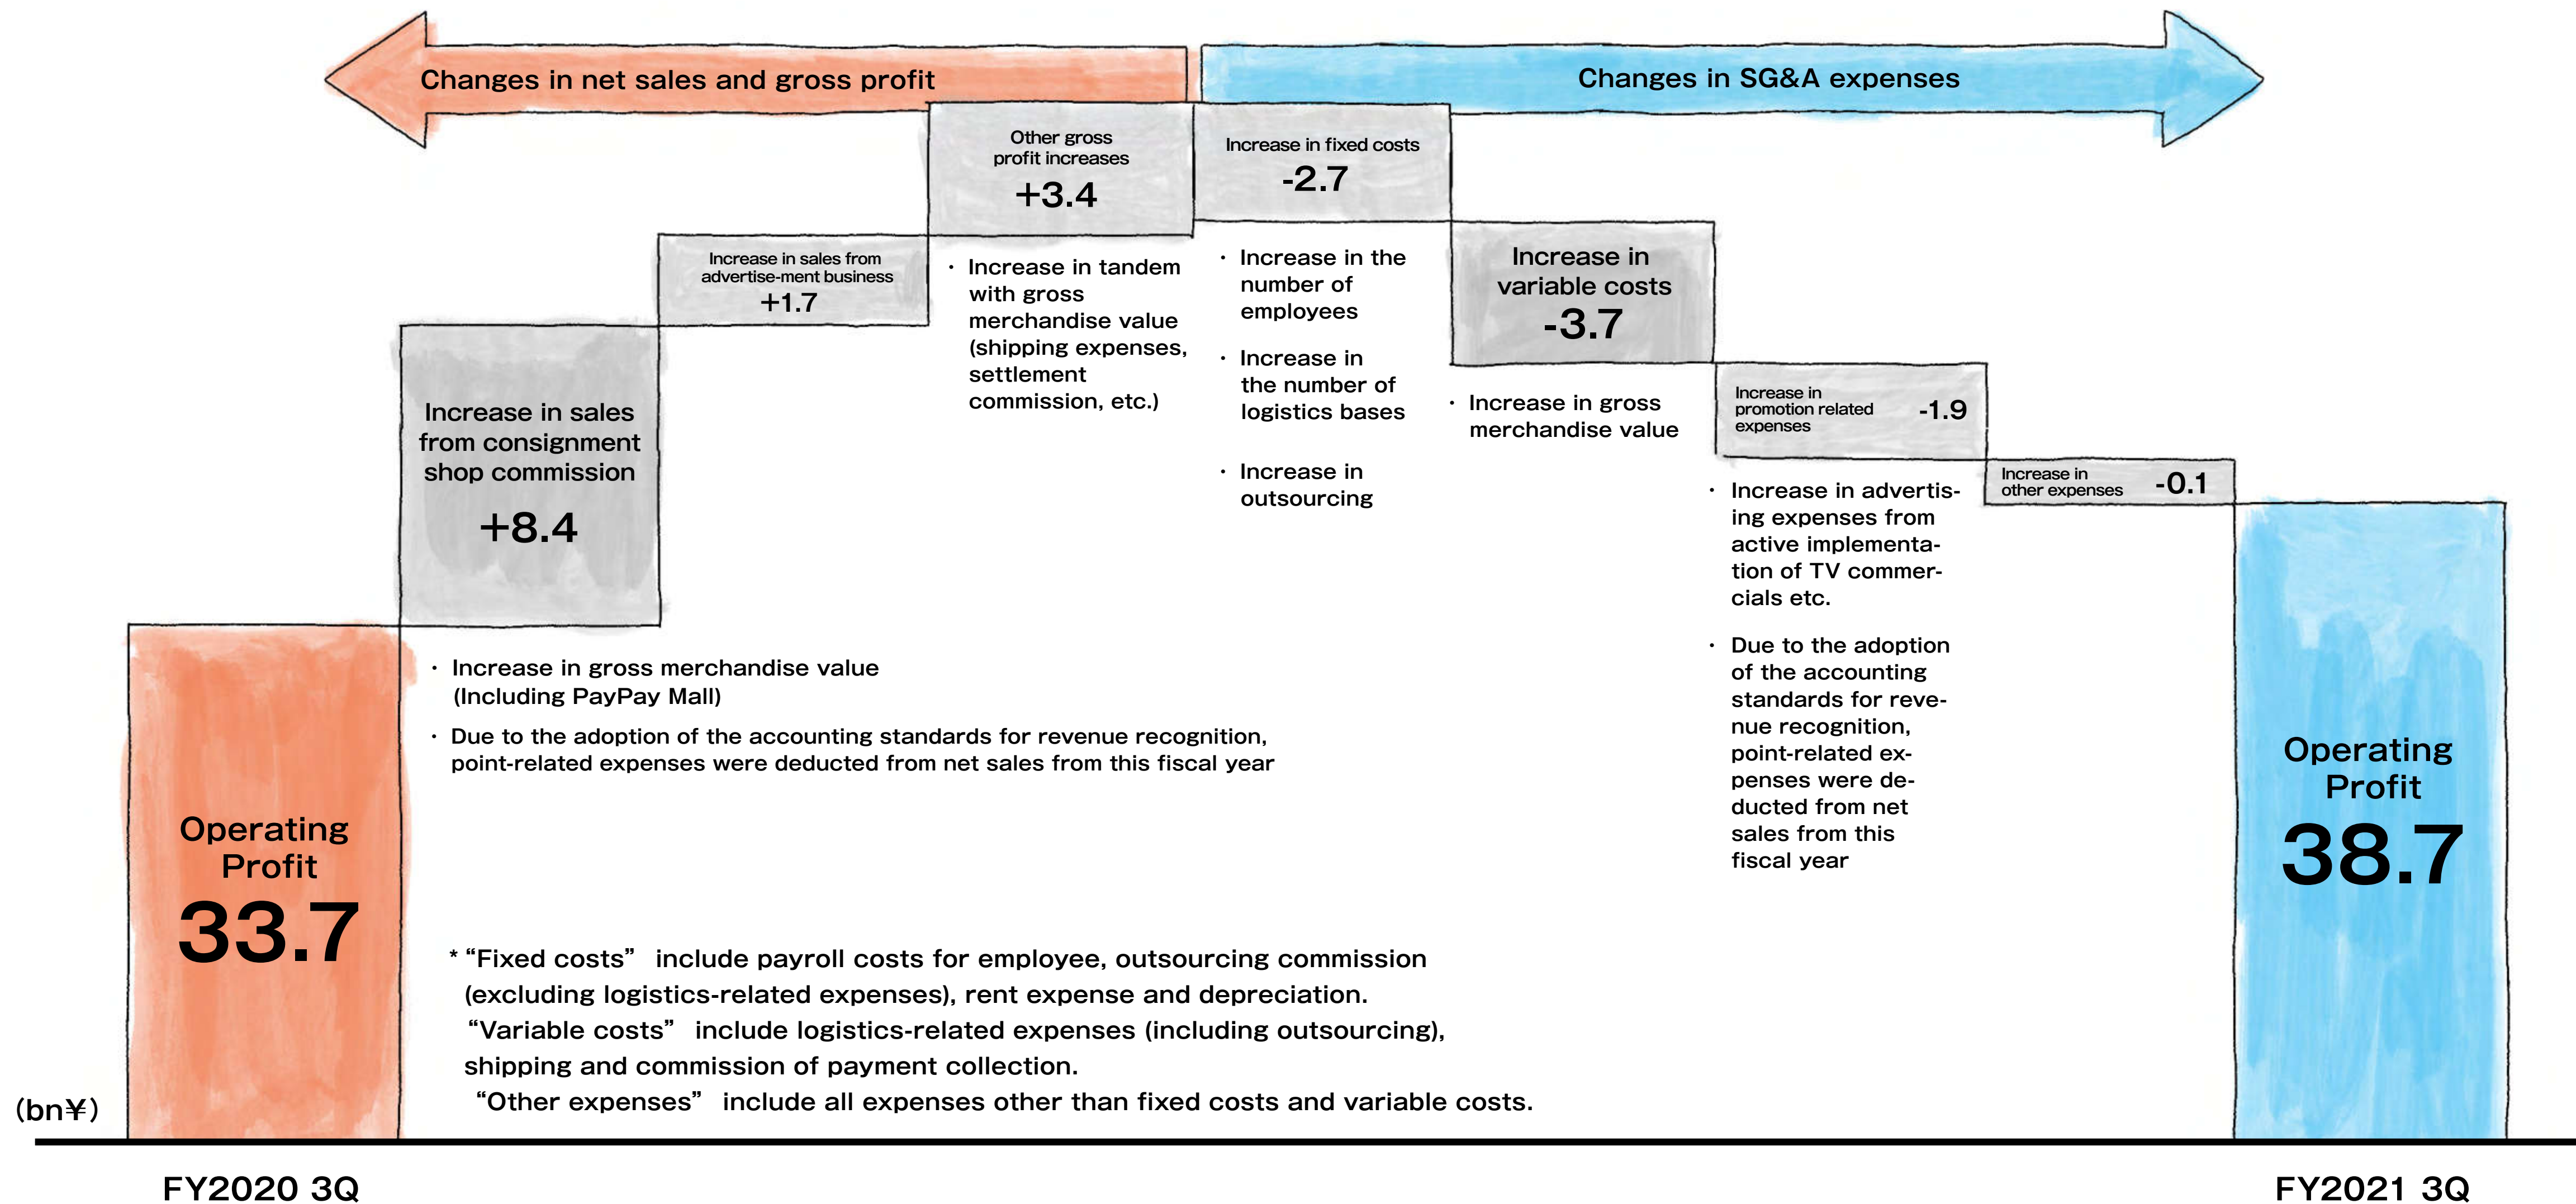 Changes in net sales and gross profit
Changes in SG&A expenses
Operating
Profit
33.7
Increase in sales
from consignment
shop commission
+8.4
・ Increase in gross merchandise value
(Including PayPay Mall)
・ Due to the adoption of the accounting standards for revenue recognition,
point-related expenses were deducted from net sales from this fiscal year
Increase in sales from
advertise-ment business
+1.7
Other gross
profit increases
+3.4
・ Increase in tandem
with gross
merchandise value
(shipping expenses,
settlement
commission, etc.)
Increase in fixed costs
-2.7
・ Increase in the
number of
employees
・ Increase in
the number of
logistics bases
・ Increase in
outsourcing
Increase in
variable costs
-3.7
・ Increase in gross
merchandise value
Increase in
promotion related
expenses
-1.9
・ Increase in advertis-
ing expenses from
active implementa-
tion of TV commer-
cials etc.
・ Due to the adoption
of the accounting
standards for reve-
nue recognition,
point-related ex-
penses were de-
ducted from net
sales from this
fiscal year
Increase in
other expenses
-0.1
Operating
Profit
38.7
* “Fixed costs” include payroll costs for employee, outsourcing commission
(excluding logistics-related expenses), rent expense and depreciation.
“Variable costs” include logistics-related expenses (including outsourcing),
shipping and commission of payment collection.
“Other expenses” include all expenses other than fixed costs and variable costs.
(bn¥)
FY2020 3Q
FY2021 3Q